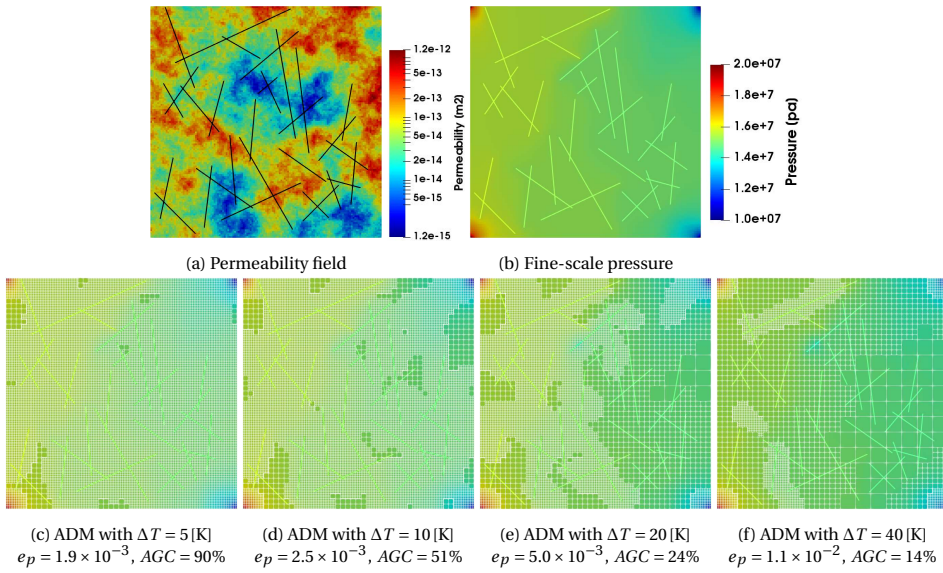 1.2e-12
5e-13
2e-13
1e-13
5e-14
2e-14
1e-14
5e-15
1.2e-15
Permeability (m2)
2.0e+07
1.8e+7
1.6e+7
1.4e+7
1.2e+7
1.0e+07
Pressure (pa)
(a) Permeability field
(b) Fine-scale pressure
(c) ADM with ΔT = 5 [K]
e_p = 1.9 × 10⁻³, AGC = 90%
(d) ADM with ΔT = 10 [K]
e_p = 2.5 × 10⁻³, AGC = 51%
(e) ADM with ΔT = 20 [K]
e_p = 5.0 × 10⁻³, AGC = 24%
(f) ADM with ΔT = 40 [K]
e_p = 1.1 × 10⁻², AGC = 14%